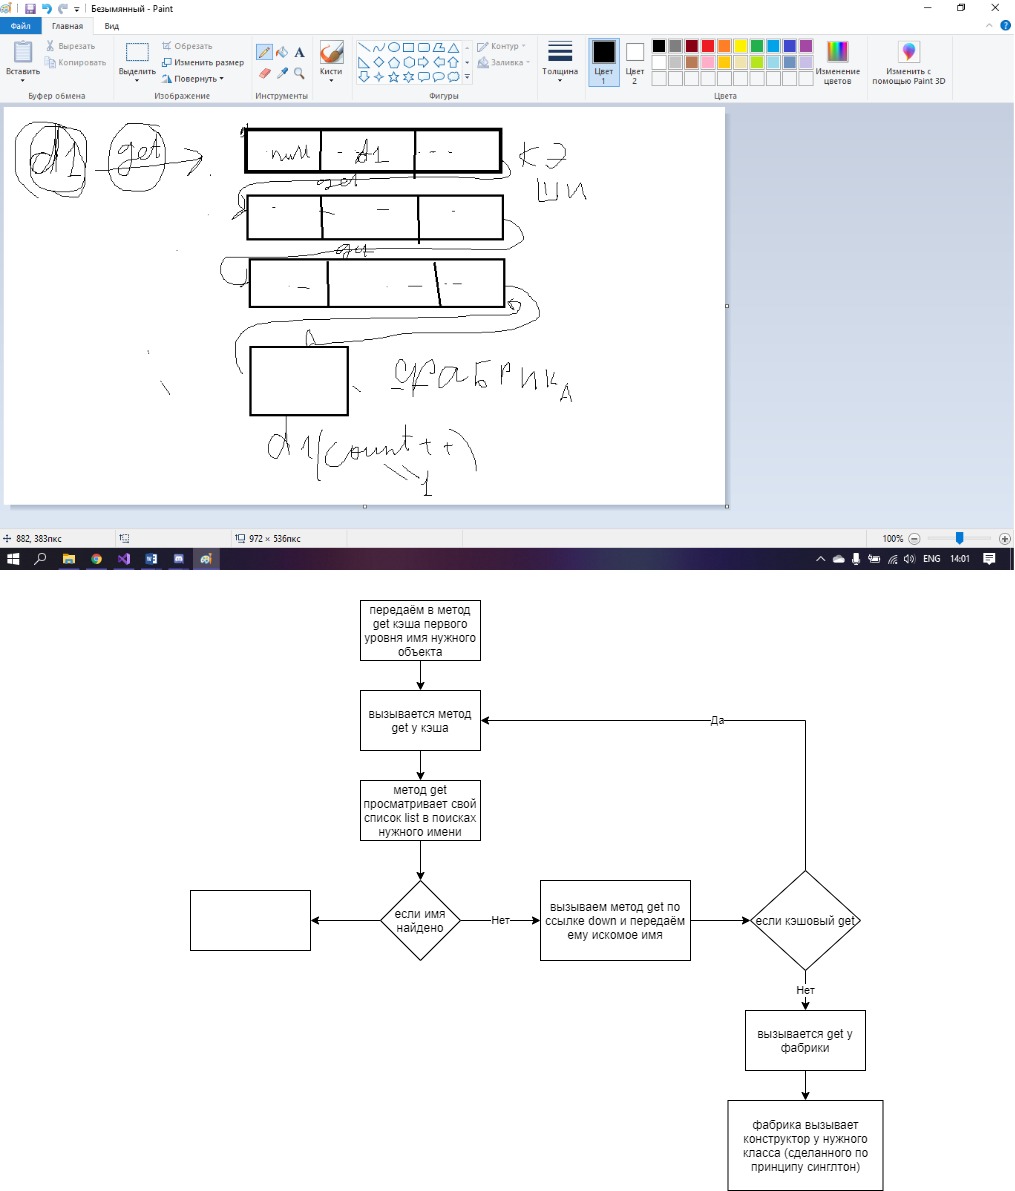 Безымянный - Paint
Файл Главная Вид
Вставить
Вырезать
Копировать
Буфер обмена
Выделить
Обрезать
Изменить размер
Повернуть
Изображение
A
Инструменты
Кисти
Контур
Заливка
Фигуры
Толщина
Цвет 1
Цвет 2
Изменение цветов
Цвета
Изменить с помощью Paint 3D
d1 get
null d1
КЭ
ШИ
get
get
фабрика
d1(count++)
1
882, 383пкс
972 × 536пкс
100%
ENG 14:01
передаём в метод
get кэша первого
уровня имя нужного
объекта
вызывается метод
get у кэша
Да
метод get
просматривает свой
список list в поисках
нужного имени
если имя
найдено
Нет
вызываем метод get по
ссылке down и передаём
ему искомое имя
если кэшовый get
Нет
вызывается get у
фабрики
фабрика вызывает
конструктор у нужного
класса (сделанного по
принципу синглтон)